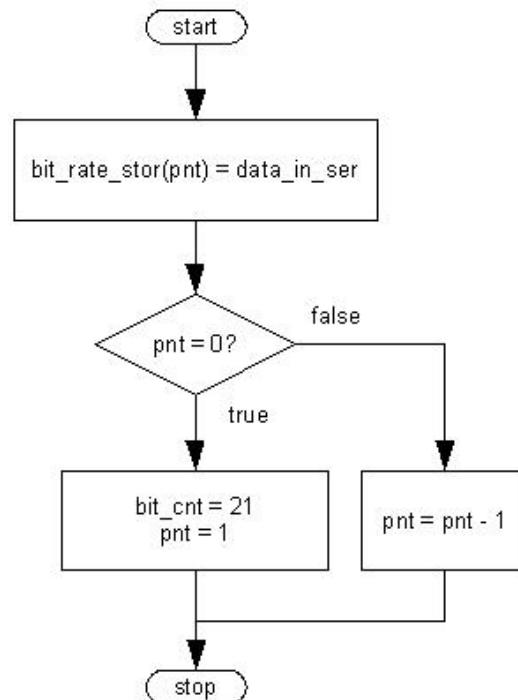 start
bit_rate_stor(pnt) = data_in_ser
false
pnt = 0?
true
bit_cnt = 21
pnt = 1
pnt = pnt - 1
stop